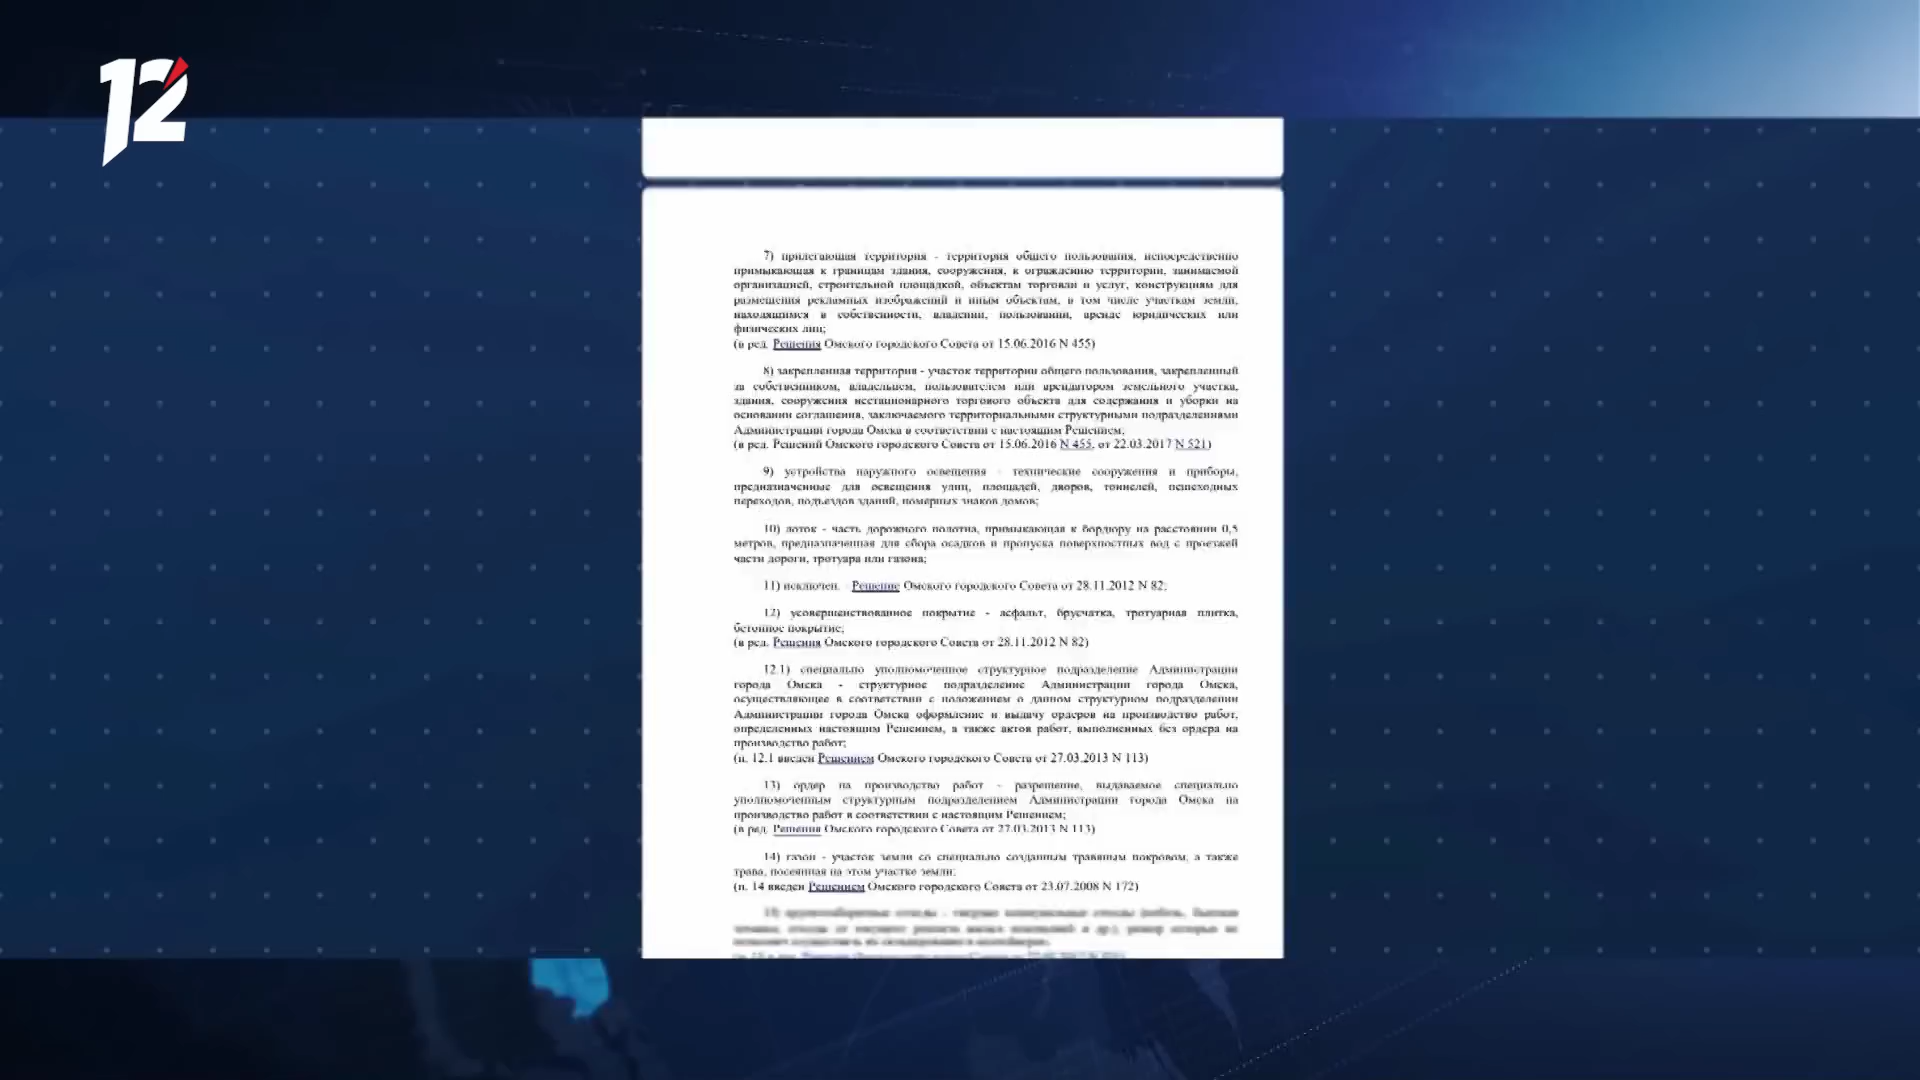 12
7) прилегающая территория - территория общего пользования, непосредственно
примыкающая к границам здания, сооружения, к ограждению территории, занимаемой
организацией, строительной площадкой, объектам торговли и услуг, конструкциям для
размещения рекламных изображений и иным объектам, в том числе участкам земли,
находящимся в собственности, владении, пользовании, аренде юридических или
физических лиц;
(в ред. Решения Омского городского Совета от 15.06.2016 N 455)
8) закрепленная территория - участок территории общего пользования, закрепленный
за собственником, владельцем, пользователем или арендатором земельного участка,
здания, сооружения нестационарного торгового объекта для содержания и уборки на
основании соглашения, заключаемого территориальными структурными подразделениями
Администрации города Омска в соответствии с настоящим Решением;
(в ред. Решений Омского городского Совета от 15.06.2016 N 455, от 22.03.2017 N 521)
9) устройства наружного освещения - технические сооружения и приборы,
предназначенные для освещения улиц, площадей, дворов, тоннелей, пешеходных
переходов, подъездов зданий, номерных знаков домов;
10) лоток - часть дорожного полотна, примыкающая к бордюру на расстоянии 0,5
метров, предназначенная для сбора осадков и пропуска поверхностных вод с проезжей
части дороги, тротуара или газона;
11) исключен. - Решение Омского городского Совета от 28.11.2012 N 82;
12) усовершенствованное покрытие - асфальт, брусчатка, тротуарная плитка,
бетонное покрытие;
(в ред. Решения Омского городского Совета от 28.11.2012 N 82)
12.1) специально уполномоченное структурное подразделение Администрации
города Омска - структурное подразделение Администрации города Омска,
осуществляющее в соответствии с положением о данном структурном подразделении
Администрации города Омска оформление и выдачу ордеров на производство работ,
определенных настоящим Решением, а также актов работ, выполненных без ордера на
производство работ;
(п. 12.1 введен Решением Омского городского Совета от 27.03.2013 N 113)
13) ордер на производство работ - разрешение, выдаваемое специально
уполномоченным структурным подразделением Администрации города Омска на
производство работ в соответствии с настоящим Решением;
(в ред. Решения Омского городского Совета от 27.03.2013 N 113)
14) газон - участок земли со специально созданным травяным покровом, а также
трава, посеянная на этом участке земли;
(п. 14 введен Решением Омского городского Совета от 23.07.2008 N 172)